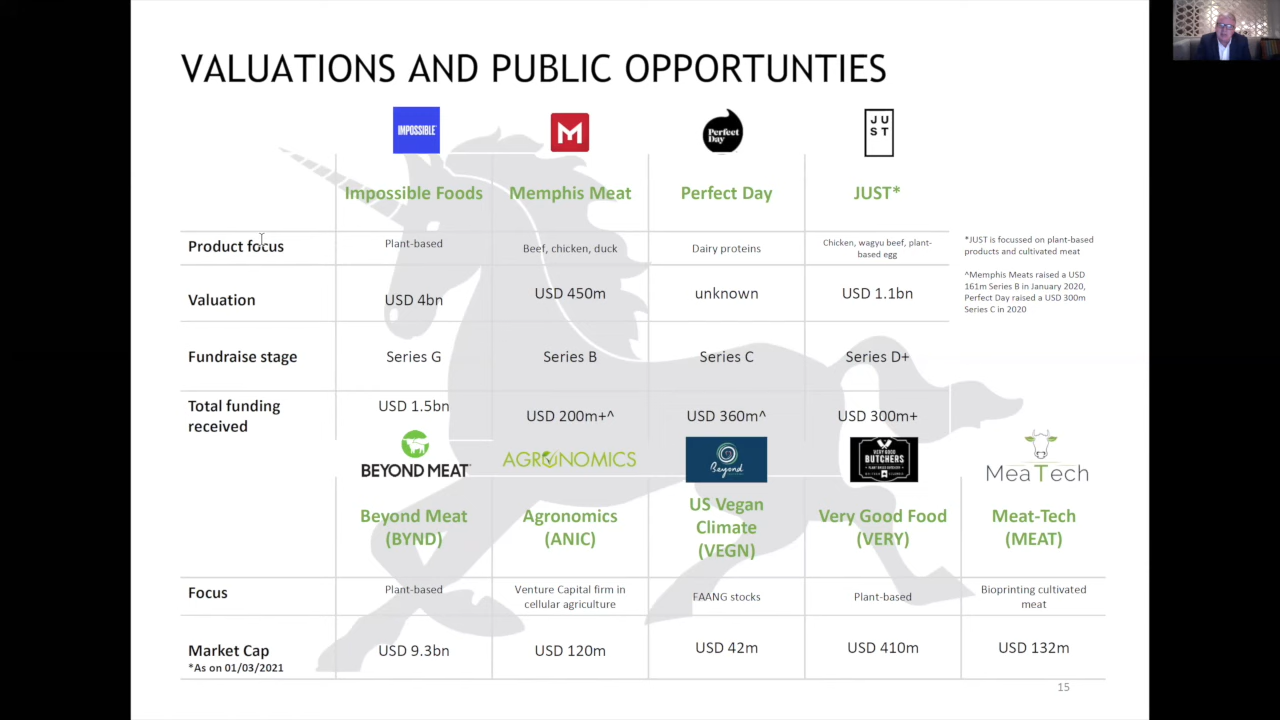 VALUATIONS AND PUBLIC OPPORTUNTIES
IMPOSSIBLE
M
Perfect
Day
JU
ST
Impossible Foods
Memphis Meat
Perfect Day
JUST*
Product focus
Plant-based
Beef, chicken, duck
Dairy proteins
Chicken, wagyu beef, plant-
based egg
*JUST is focussed on plant-based
products and cultivated meat
^Memphis Meats raised a USD
161m Series B in January 2020,
Perfect Day raised a USD 300m
Series C in 2020
Valuation
USD 4bn
USD 450m
unknown
USD 1.1bn
Fundraise stage
Series G
Series B
Series C
Series D+
Total funding
received
USD 1.5bn
USD 200m+^
USD 360m^
USD 300m+
BEYOND MEAT
AGRONOMICS
Beyond
VERY GOOD
BUTCHERS
MeaTech
Beyond Meat
(BYND)
Agronomics
(ANIC)
US Vegan
Climate
(VEGN)
Very Good Food
(VERY)
Meat-Tech
(MEAT)
Focus
Plant-based
Venture Capital firm in
cellular agriculture
FAANG stocks
Plant-based
Bioprinting cultivated
meat
Market Cap
*As on 01/03/2021
USD 9.3bn
USD 120m
USD 42m
USD 410m
USD 132m
15